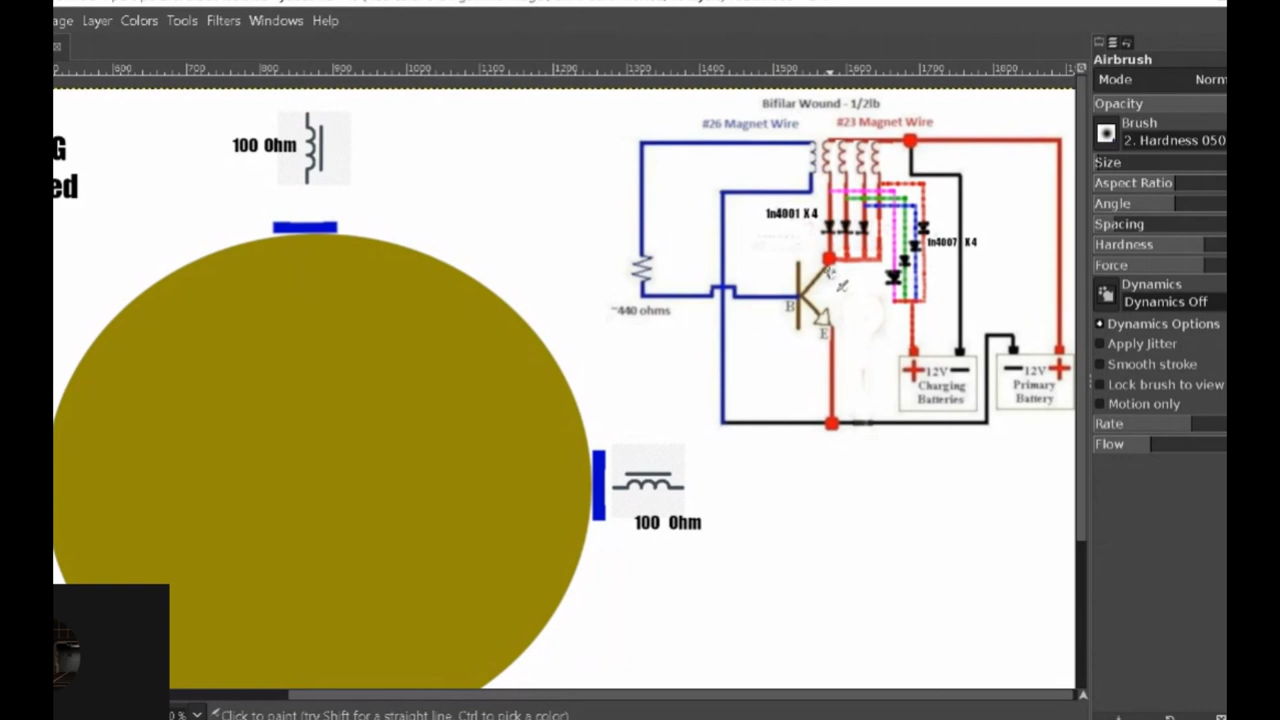 Layer Colors Tools Filters Windows Help
600 700 800 900 1000 1100 1200 1300 1400 1500 1600 1700 1800
Airbrush
Mode Norm
Opacity
Brush
2. Hardness 050
Size
Aspect Ratio
Angle
Spacing
Hardness
Force
Dynamics
Dynamics Off
Dynamics Options
Apply Jitter
Smooth stroke
Lock brush to view
Motion only
Rate
Flow
G
ed
100 Ohm
100 Ohm
Bifilar Wound - 1/2lb
#26 Magnet Wire #23 Magnet Wire
1n4001 X 4
1n4007 X 4
~440 ohms
B
E
12V
Charging
Batteries
12V
Primary
Battery
Click to paint (try Shift for a straight line, Ctrl to pick a color)